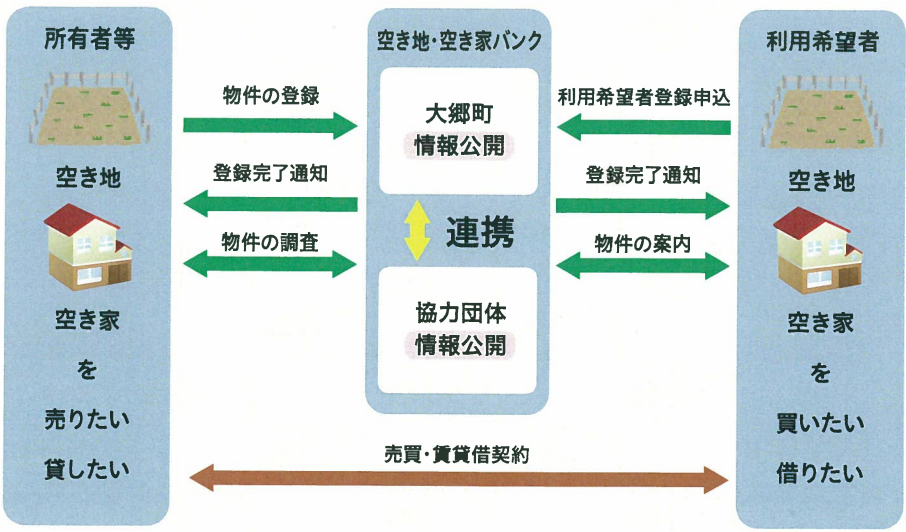 所有者等
空き地
空き家
を
売りたい
貸したい
物件の登録
登録完了通知
物件の調査
空き地・空き家バンク
大郷町
情報公開
連携
協力団体
情報公開
利用希望者登録申込
登録完了通知
物件の案内
利用希望者
空き地
空き家
を
買いたい
借りたい
売買・賃貸借契約